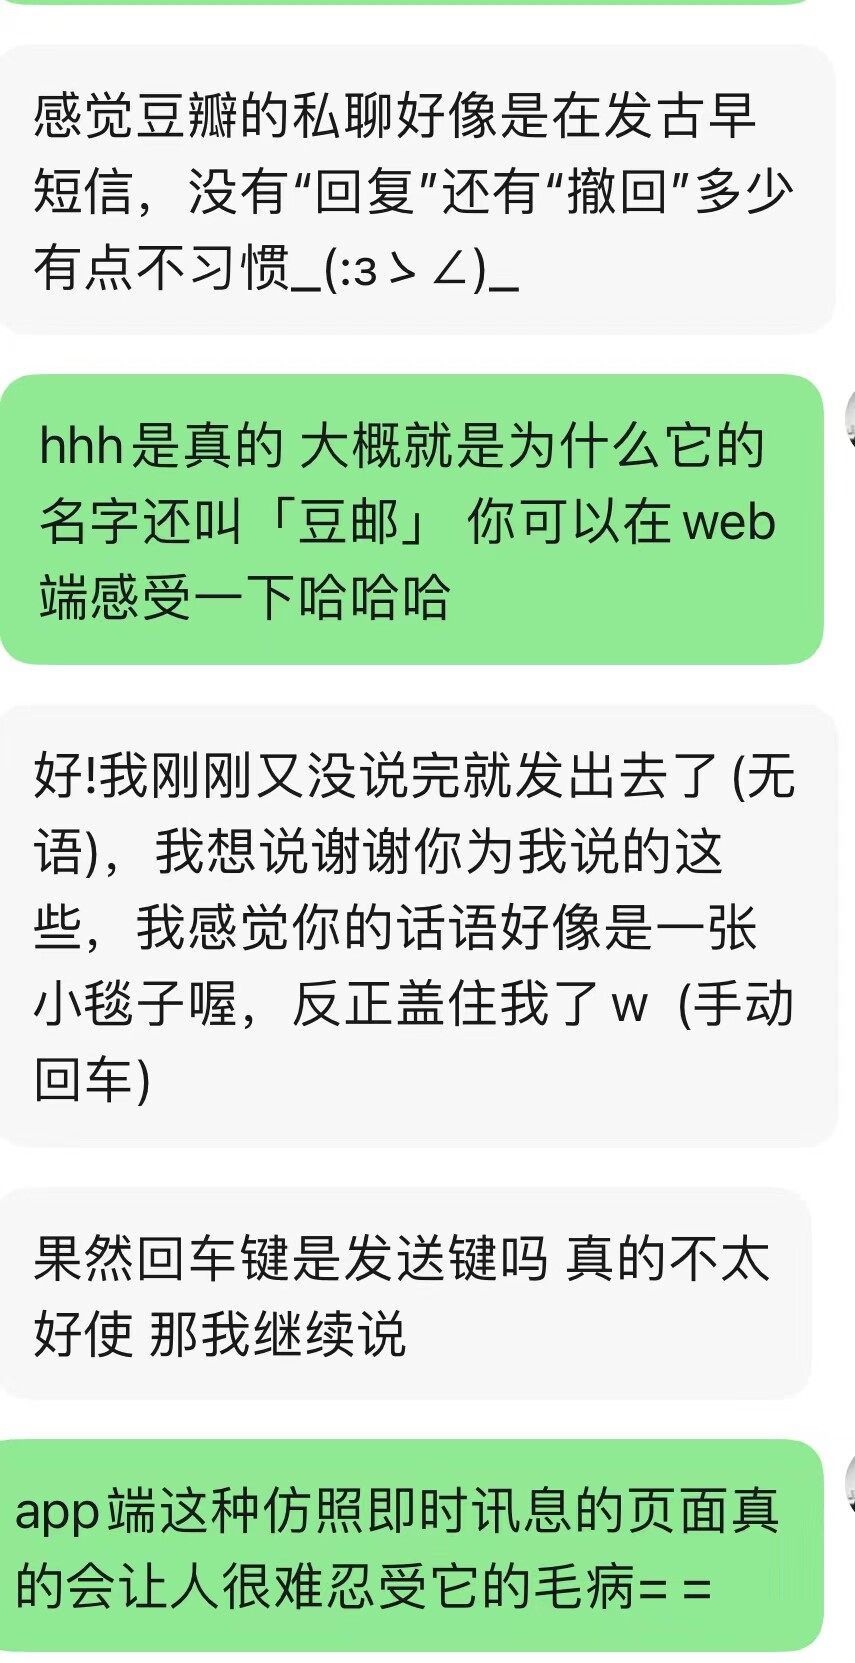 感觉豆瓣的私聊好像是在发古早
短信，没有“回复”还有“撤回”多少
有点不习惯_(:зゝ∠)_
hhh是真的 大概就是为什么它的
名字还叫「豆邮」 你可以在web
端感受一下哈哈哈
好!我刚刚又没说完就发出去了(无
语)，我想说谢谢你为我说的这
些，我感觉你的话语好像是一张
小毯子喔，反正盖住我了w（手动
回车）
果然回车键是发送键吗 真的不太
好使 那我继续说
app端这种仿照即时讯息的页面真
的会让人很难忍受它的毛病= =